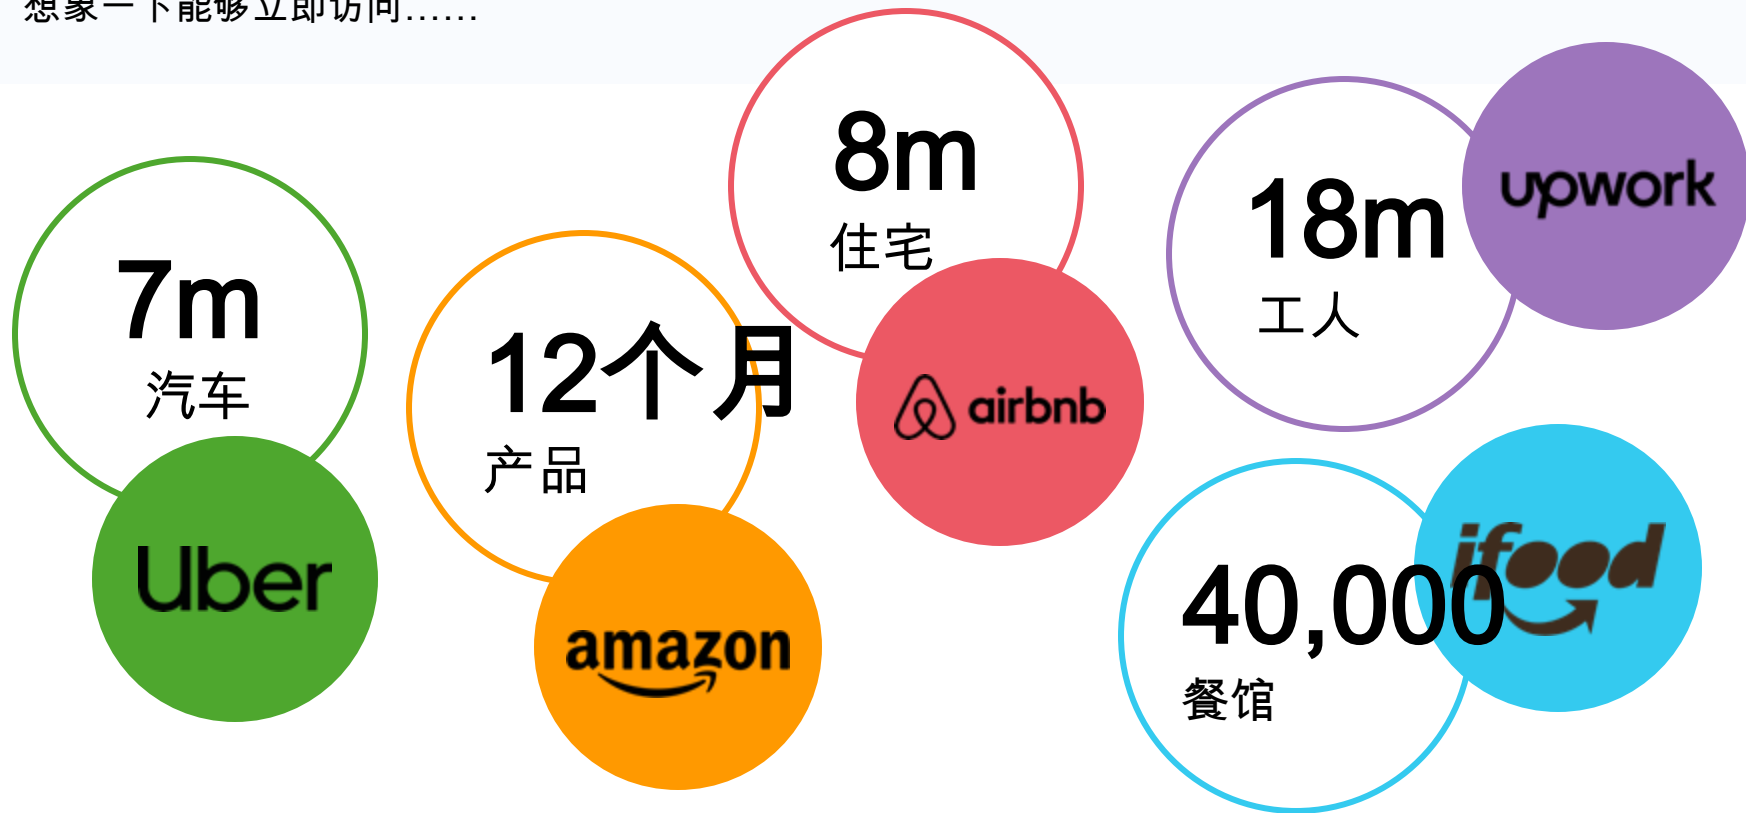 想象一下能够立即访问......
7m
汽车
Uber
12个月
产品
amazon
8m
住宅
airbnb
18m
工人
upwork
40,000
餐馆
ifood